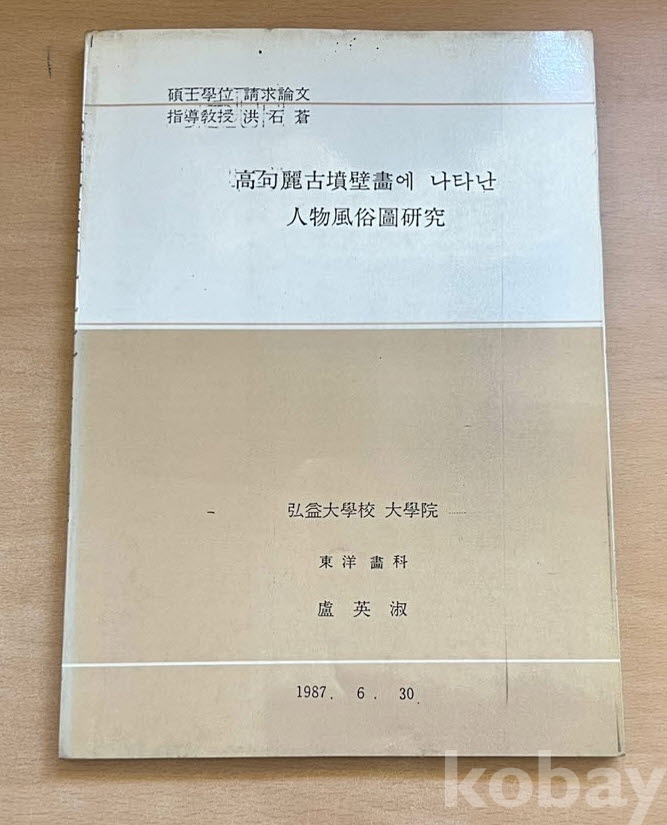 碩士學位 請求論文
指導敎授 洪石蒼
高句麗古墳壁畵에 나타난
人物風俗圖硏究
弘益大學校 大學院
東洋畵科
盧英淑
1987. 6. 30.
kobay